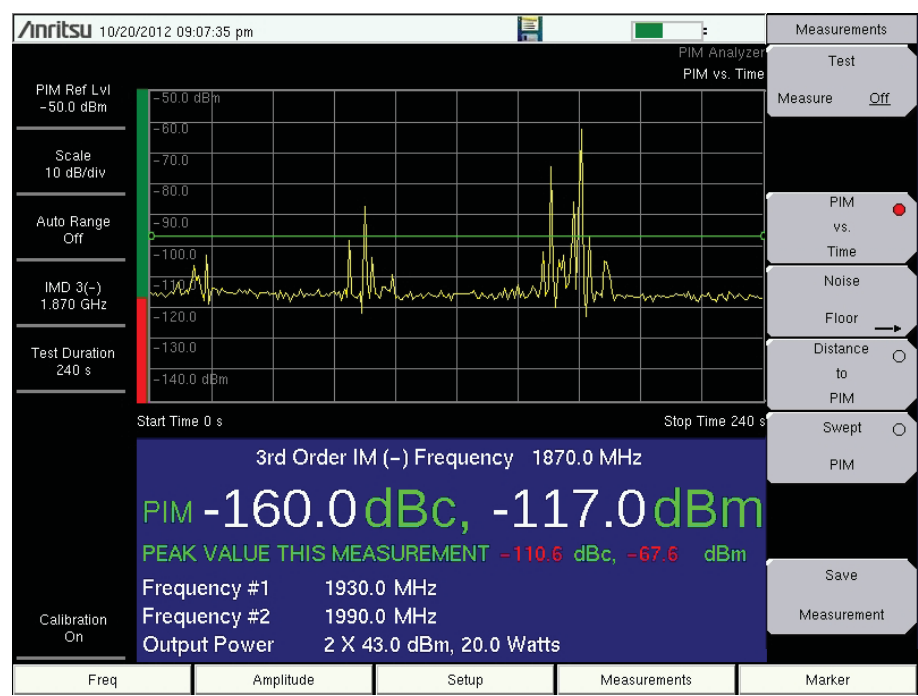 Anritsu 10/20/2012 09:07:35 pm
Measurements
PIM Analyzer
PIM vs. Time
Test
Measure Off
PIM Ref Lvl
-50.0 dBm
Scale
10 dB/div
Auto Range
Off
IMD 3(-)
1.870 GHz
Test Duration
240 s
-50.0 dBm
-60.0
-70.0
-80.0
-90.0
-100.0
-110.0
-120.0
-130.0
-140.0 dBm
PIM
vs.
Time
Noise
Floor
Distance
to
PIM
Swept
PIM
Start Time 0 s
Stop Time 240 s
3rd Order IM (-) Frequency 1870.0 MHz
PIM -160.0 dBc, -117.0 dBm
PEAK VALUE THIS MEASUREMENT -110.6 dBc, -67.6 dBm
Frequency #1 1930.0 MHz
Frequency #2 1990.0 MHz
Output Power 2 X 43.0 dBm, 20.0 Watts
Calibration
On
Save
Measurement
Freq
Amplitude
Setup
Measurements
Marker